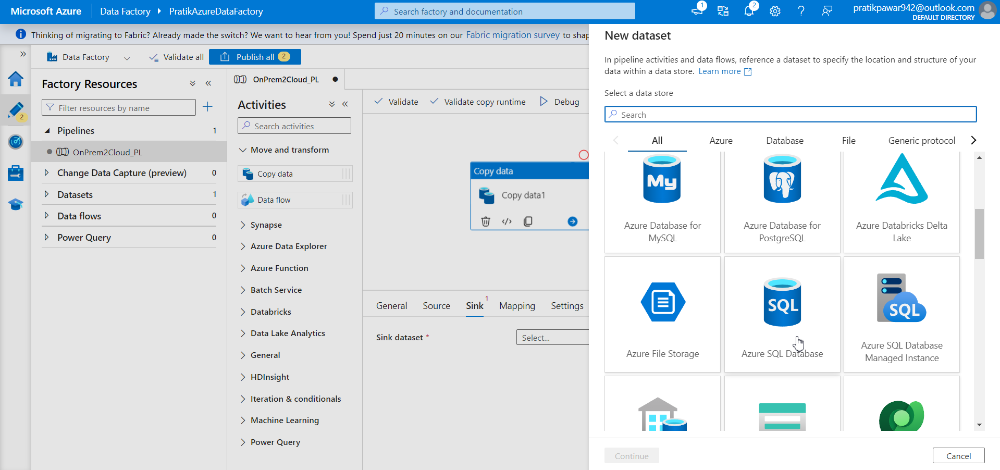 Microsoft Azure
Data Factory
PratikAzureDataFactory
Search factory and documentation
1
2
pratikpawar942@outlook.com
DEFAULT DIRECTORY
Thinking of migrating to Fabric? Already made the switch? We want to hear from you! Spend just 20 minutes on our Fabric migration survey to shap
Data Factory
Validate all
Publish all 2
2
Factory Resources
Filter resources by name
Pipelines 1
OnPrem2Cloud_PL
Change Data Capture (preview) 0
Datasets 1
Data flows 0
Power Query 0
OnPrem2Cloud_PL
Activities
Search activities
Move and transform
Copy data
Data flow
Synapse
Azure Data Explorer
Azure Function
Batch Service
Databricks
Data Lake Analytics
General
HDInsight
Iteration & conditionals
Machine Learning
Power Query
Validate
Validate copy runtime
Debug
Copy data
Copy data1
General
Source
Sink 1
Mapping
Settings
Sink dataset *
Select...
New dataset
In pipeline activities and data flows, reference a dataset to specify the location and structure of your
data within a data store. Learn more
Select a data store
Search
All
Azure
Database
File
Generic protocol
My
Azure Database for
MySQL
Azure Database for
PostgreSQL
Azure Databricks Delta
Lake
Azure File Storage
SQL
Azure SQL Database
SQL
Azure SQL Database
Managed Instance
Continue
Cancel